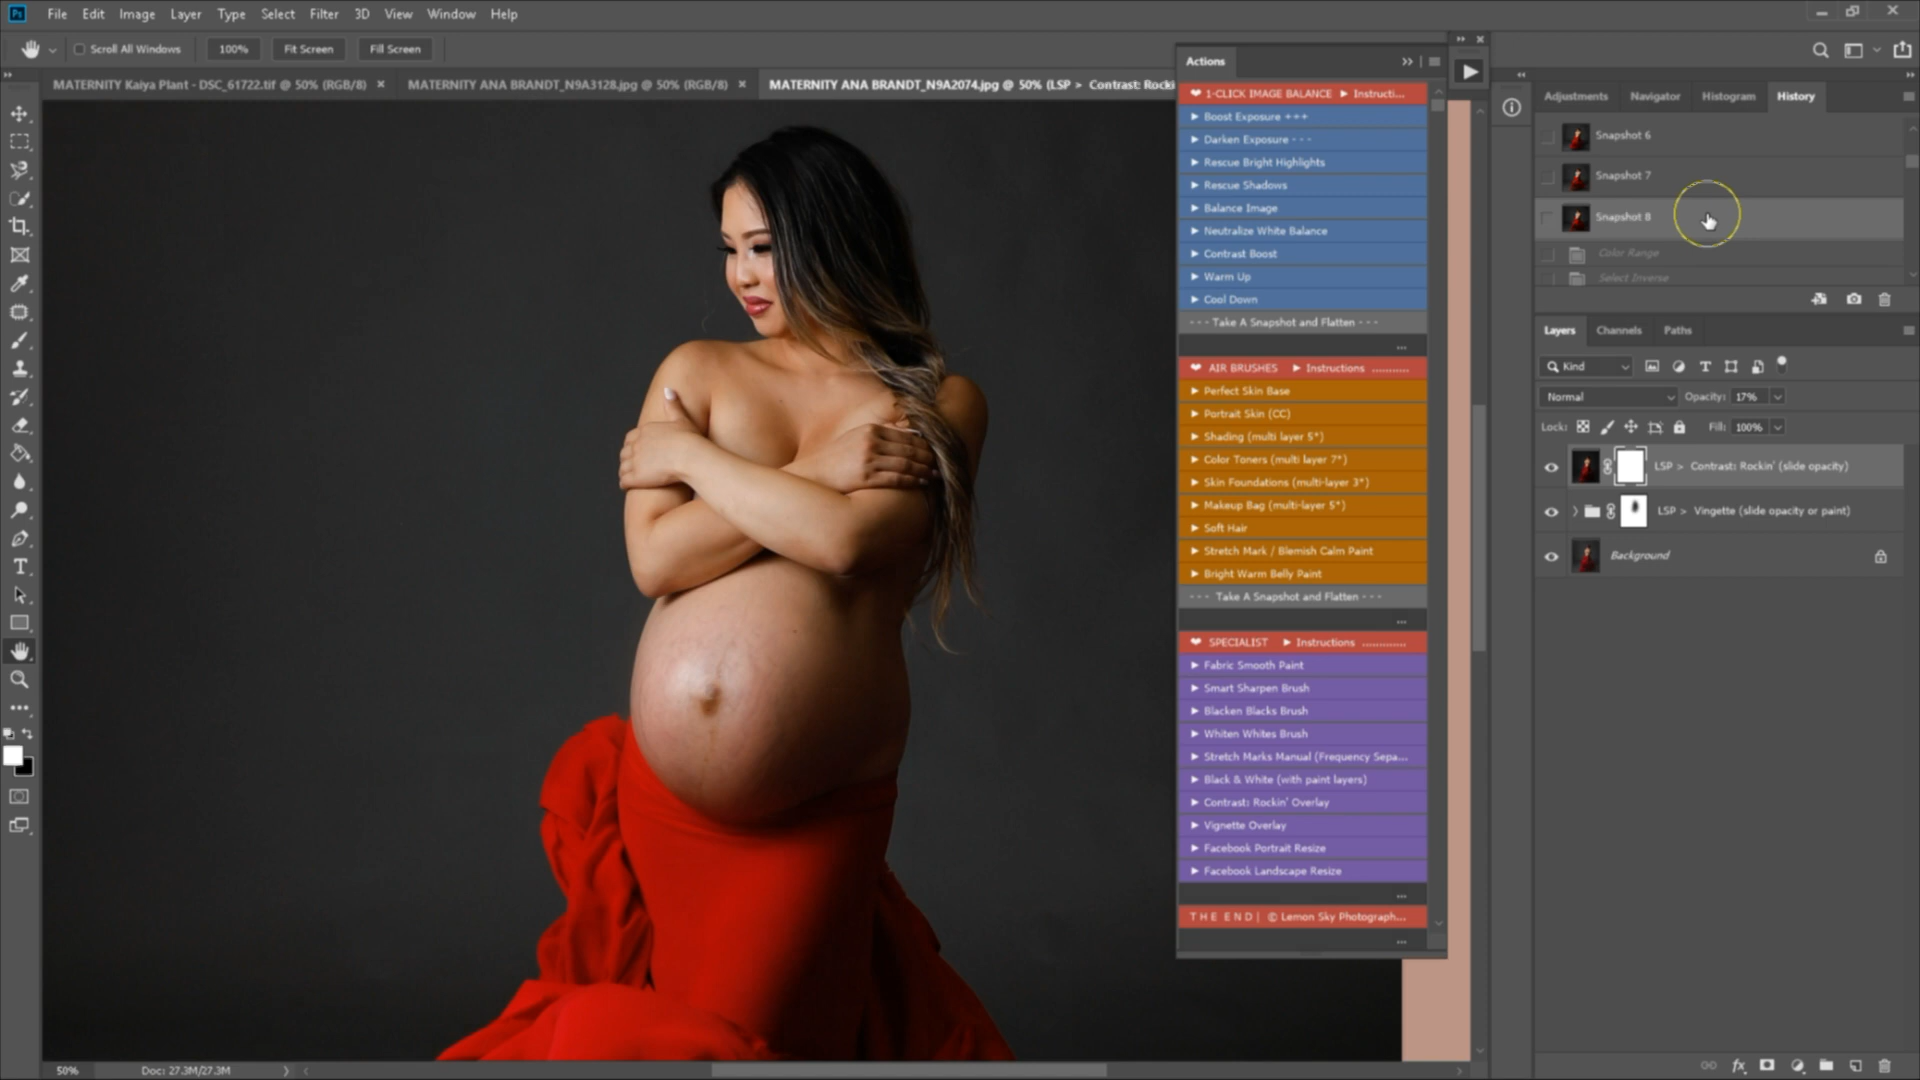 Ps File Edit Image Layer Type Select Filter 3D View Window Help
Scroll All Windows 100% Fit Screen Fill Screen
MATERNITY Kaiya Plant - DSC_61722.tif @ 50% (RGB/8) MATERNITY ANA BRANDT_N9A3128.jpg @ 50% (RGB/8) MATERNITY ANA BRANDT_N9A2074.jpg @ 50% (LSP > Contrast: Rocki
Actions
❤ 1-CLICK IMAGE BALANCE ► Instructi...
► Boost Exposure +++
► Darken Exposure - - -
► Rescue Bright Highlights
► Rescue Shadows
► Balance Image
► Neutralize White Balance
► Contrast Boost
► Warm Up
► Cool Down
- - - Take A Snapshot and Flatten - - -
...
❤ AIR BRUSHES ► Instructions ...........
► Perfect Skin Base
► Portrait Skin (CC)
► Shading (multi layer 5*)
► Color Toners (multi layer 7*)
► Skin Foundations (multi-layer 3*)
► Makeup Bag (multi-layer 5*)
► Soft Hair
► Stretch Mark / Blemish Calm Paint
► Bright Warm Belly Paint
- - - Take A Snapshot and Flatten - - -
...
❤ SPECIALIST ► Instructions .............
► Fabric Smooth Paint
► Smart Sharpen Brush
► Blacken Blacks Brush
► Whiten Whites Brush
► Stretch Marks Manual (Frequency Sepa...
► Black & White (with paint layers)
► Contrast: Rockin' Overlay
► Vignette Overlay
► Facebook Portrait Resize
► Facebook Landscape Resize
...
T H E E N D | © Lemon Sky Photograph...
...
Adjustments Navigator Histogram History
Snapshot 6
Snapshot 7
Snapshot 8
Color Range
Select Inverse
Layers Channels Paths
Kind
Normal Opacity: 17%
Lock: Fill: 100%
LSP > Contrast: Rockin' (slide opacity)
LSP > Vingette (slide opacity or paint)
Background
50% Doc: 27.3M/27.3M